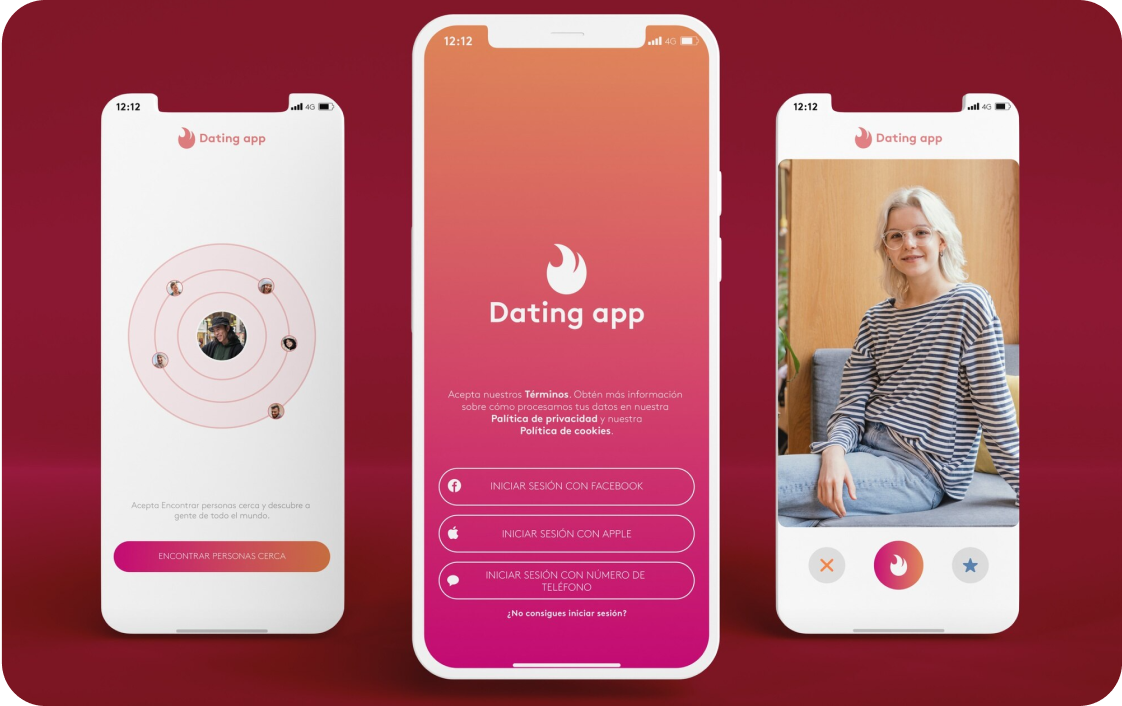 12:12
4G
Dating app
Acepta Encontrar personas cerca y descubre a
gente de todo el mundo.
ENCONTRAR PERSONAS CERCA
12:12
4G
Dating app
Acepta nuestros Términos. Obtén más información
sobre cómo procesamos tus datos en nuestra
Palítica de privacidad y nuestra
Política de cookies.
INICIAR SESIÓN CON FACEBOOK
INICIAR SESIÓN CON APPLE
INICIAR SESIÓN CON NÚMERO DE
TELÉFONO
¿No consigues iniciar sesión?
12:12
4G
Dating app